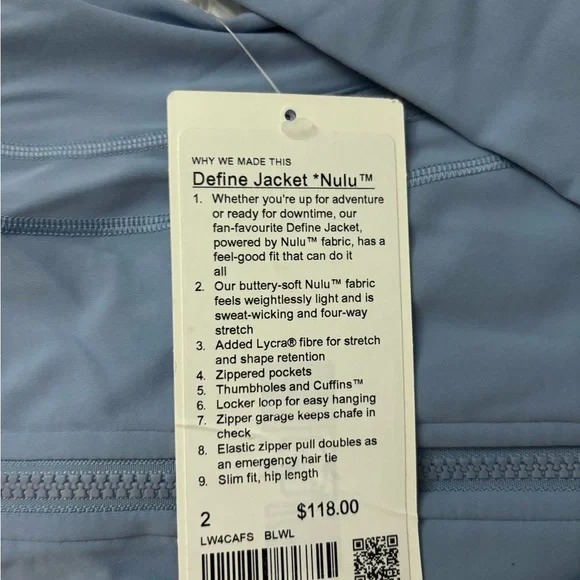 WHY WE MADE THIS
Define Jacket *Nulu™
1. Whether you're up for adventure
or ready for downtime, our
fan-favourite Define Jacket,
powered by Nulu™ fabric, has a
feel-good fit that can do it
all
2. Our buttery-soft Nulu™ fabric
feels weightlessly light and is
sweat-wicking and four-way
stretch
3. Added Lycra® fibre for stretch
and shape retention
4. Zippered pockets
5. Thumbholes and Cuffins™
6. Locker loop for easy hanging
7. Zipper garage keeps chafe in
check
8. Elastic zipper pull doubles as
an emergency hair tie
9. Slim fit, hip length
2 $118.00
LW4CAFS BLWL